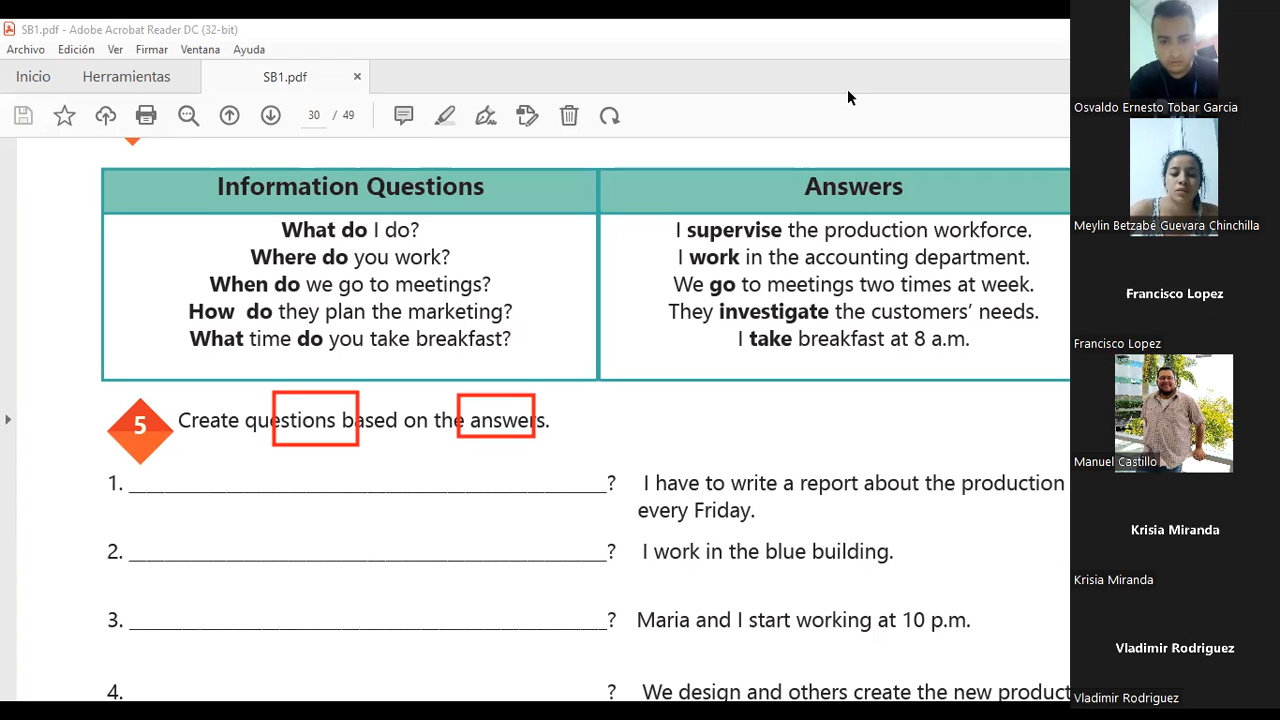 SB1.pdf - Adobe Acrobat Reader DC (32-bit)
Archivo Edición Ver Firmar Ventana Ayuda
Inicio Herramientas SB1.pdf ×
30 / 49
Information Questions Answers
What do I do? I supervise the production workforce.
Where do you work? I work in the accounting department.
When do we go to meetings? We go to meetings two times at week.
How do they plan the marketing? They investigate the customers’ needs.
What time do you take breakfast? I take breakfast at 8 a.m.
5 Create questions based on the answers.
1. ? I have to write a report about the production
every Friday.
2. ? I work in the blue building.
3. ? Maria and I start working at 10 p.m.
4. ? We design and others create the new product
Osvaldo Ernesto Tobar Garcia
Meylin Betzabé Guevara Chinchilla
Francisco Lopez
Francisco Lopez
Manuel Castillo
Krisia Miranda
Krisia Miranda
Vladimir Rodriguez
Vladimir Rodriguez